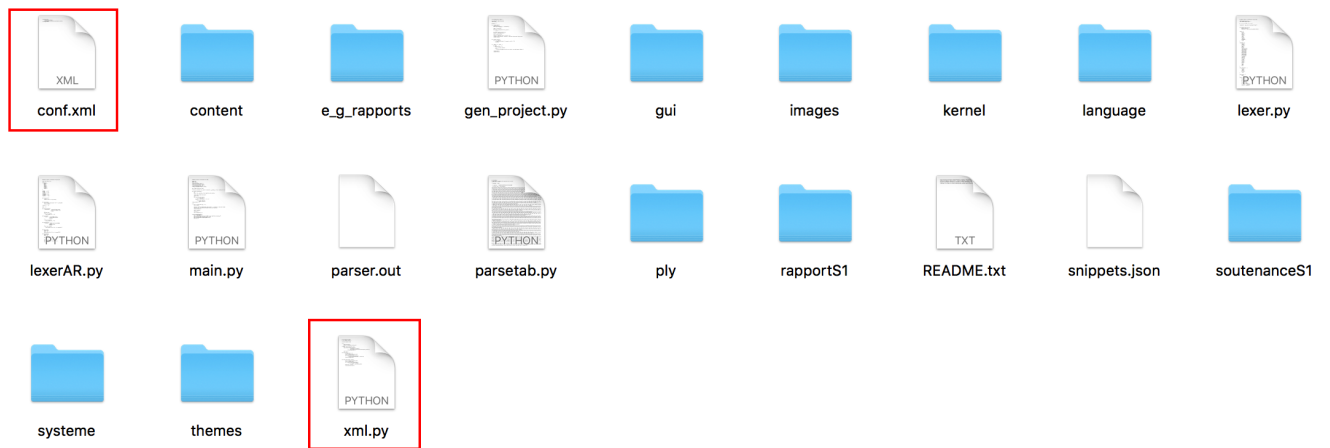 XML
PYTHON
PYTHON
conf.xml
content
e_g_rapports
gen_project.py
gui
images
kernel
language
lexer.py
PYTHON
PYTHON
PYTHON
TXT
lexerAR.py
main.py
parser.out
parsetab.py
ply
rapportS1
README.txt
snippets.json
soutenanceS1
PYTHON
systeme
themes
xml.py